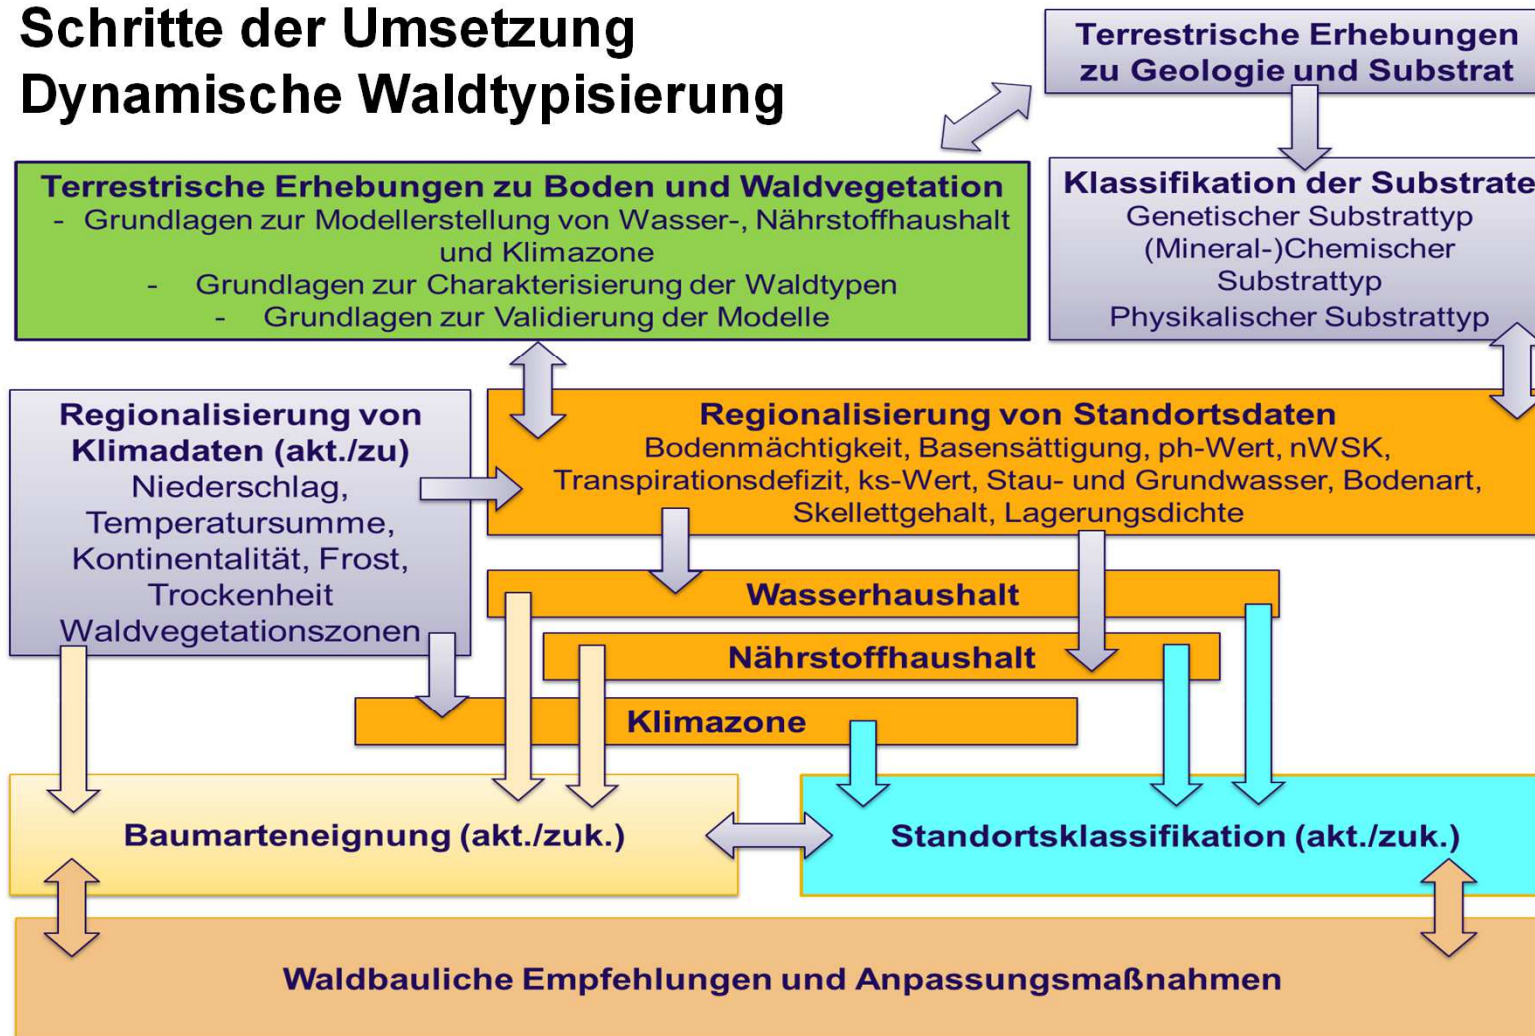 Schritte der Umsetzung
Dynamische Waldtypisierung
Terrestrische Erhebungen
zu Geologie und Substrat
Terrestrische Erhebungen zu Boden und Waldvegetation
- Grundlagen zur Modellerstellung von Wasser-, Nährstoffhaushalt
und Klimazone
- Grundlagen zur Charakterisierung der Waldtypen
- Grundlagen zur Validierung der Modelle
Klassifikation der Substrate
Genetischer Substrattyp
(Mineral-)Chemischer
Substrattyp
Physikalischer Substrattyp
Regionalisierung von
Klimadaten (akt./zu)
Niederschlag,
Temperatursumme,
Kontinentalität, Frost,
Trockenheit
Waldvegetationszonen
Regionalisierung von Standortsdaten
Bodenmächtigkeit, Basensättigung, ph-Wert, nWSK,
Transpirationsdefizit, ks-Wert, Stau- und Grundwasser, Bodenart,
Skellettgehalt, Lagerungsdichte
Wasserhaushalt
Nährstoffhaushalt
Klimazone
Baumarteneignung (akt./zuk.)
Standortsklassifikation (akt./zuk.)
Waldbauliche Empfehlungen und Anpassungsmaßnahmen